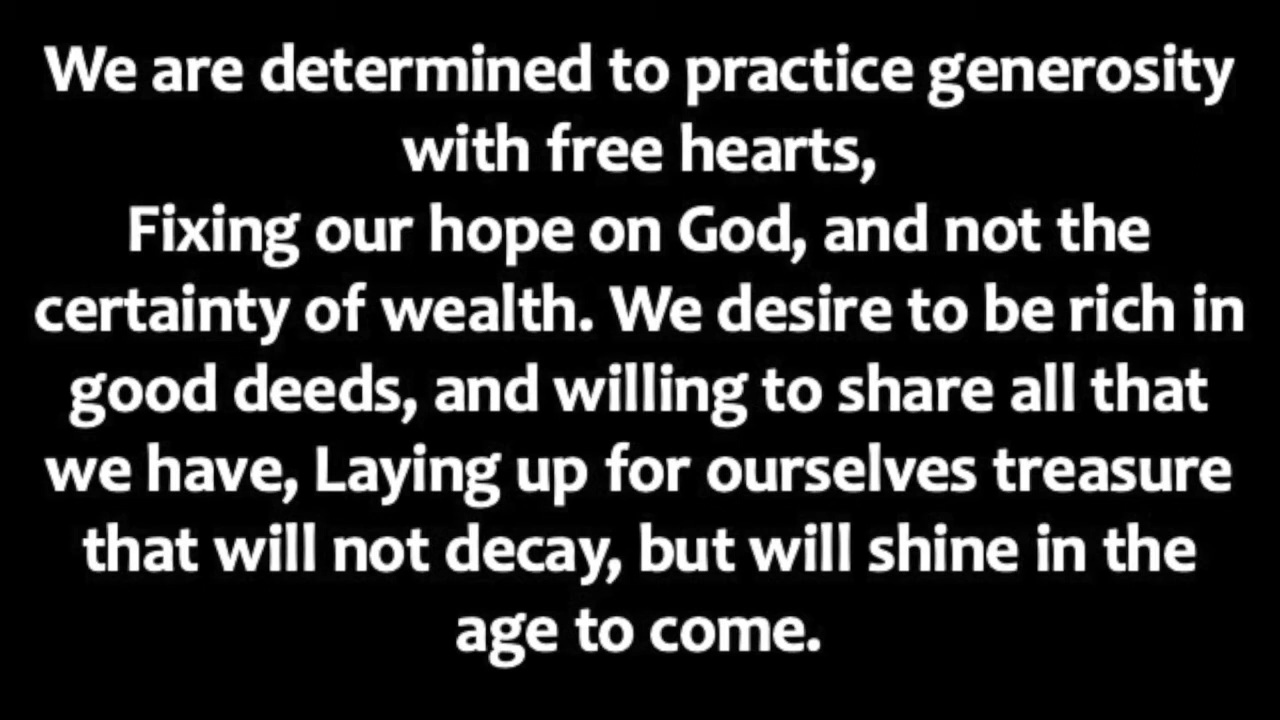 We are determined to practice generosity
with free hearts,
Fixing our hope on God, and not the
certainty of wealth. We desire to be rich in
good deeds, and willing to share all that
we have, Laying up for ourselves treasure
that will not decay, but will shine in the
age to come.